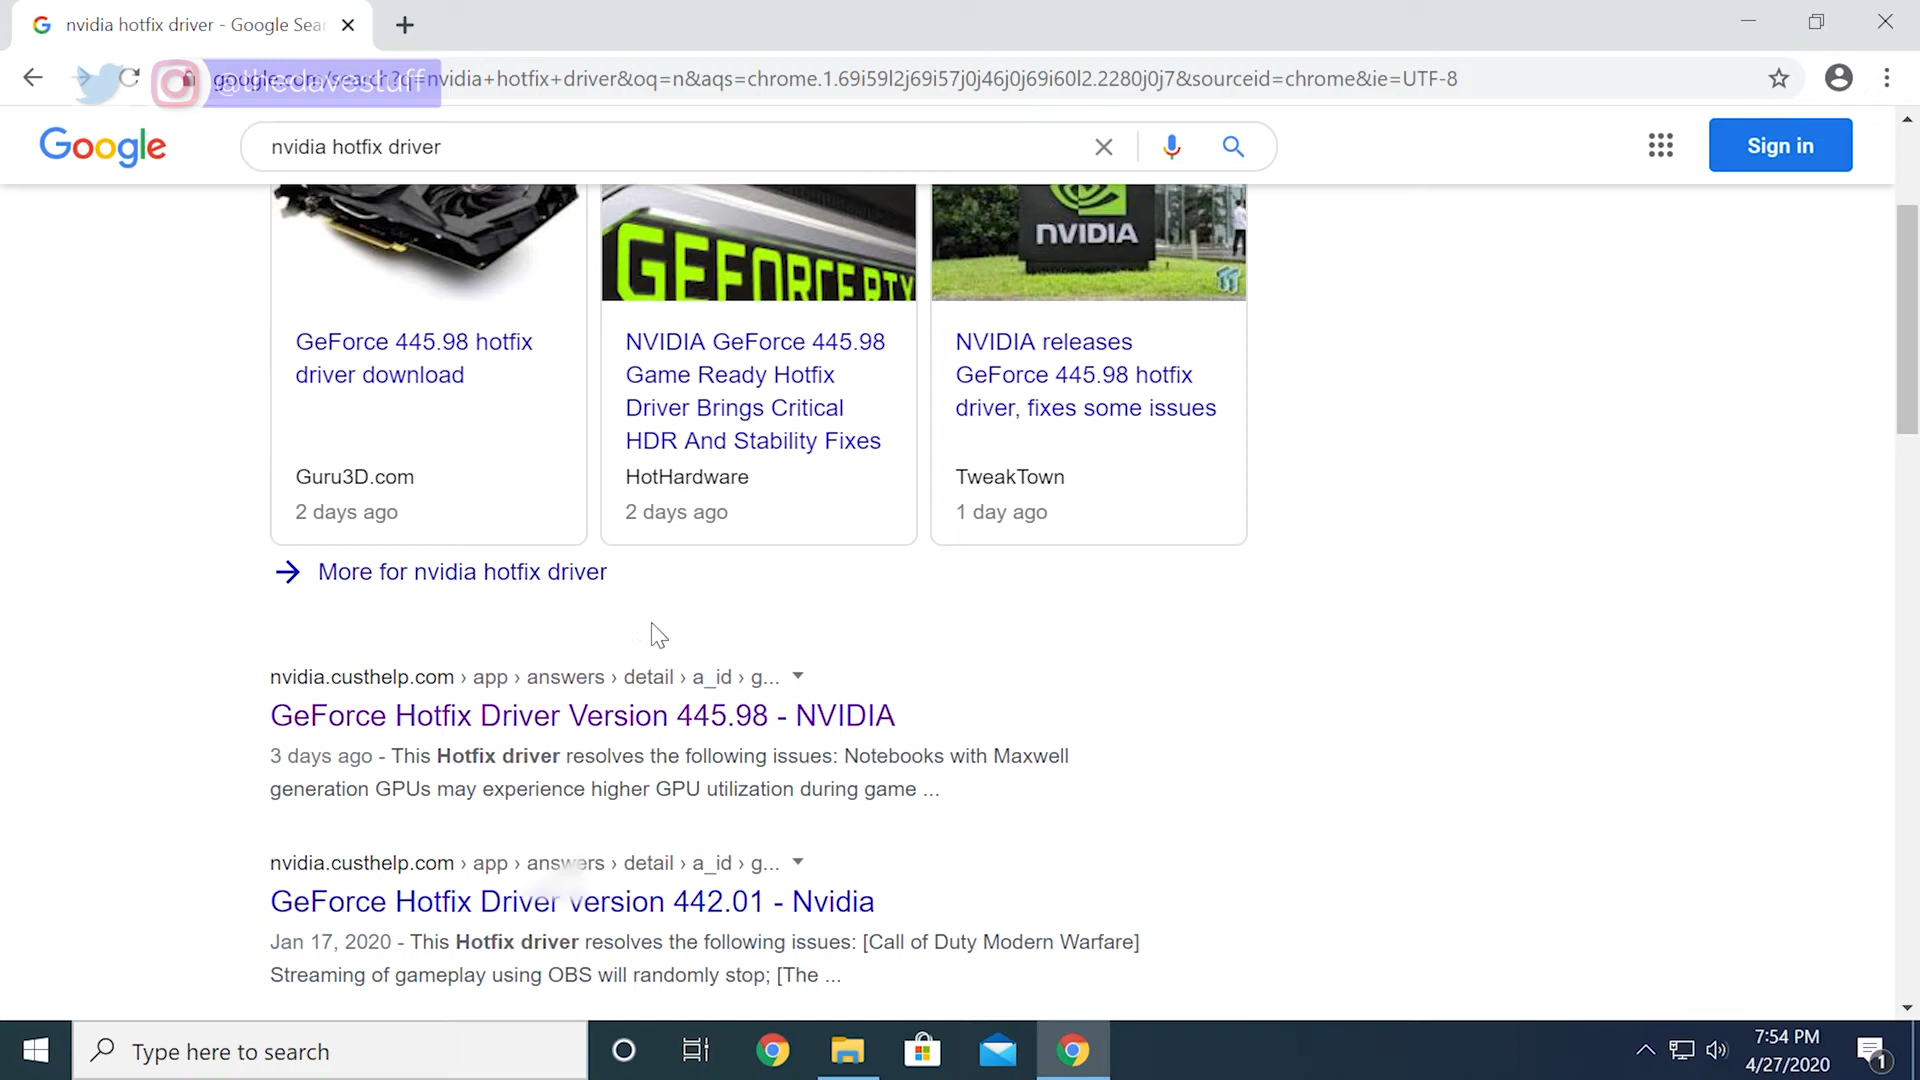 nvidia hotfix driver - Google Sear
@thedavestuff
google.com/search?q=nvidia+hotfix+driver&oq=n&aqs=chrome.1.69i59l2j69i57j0j46j0j69i60l2.2280j0j7&sourceid=chrome&ie=UTF-8
Google
nvidia hotfix driver
Sign in
GEFORCE RTX
NVIDIA
GeForce 445.98 hotfix
driver download
Guru3D.com
2 days ago
NVIDIA GeForce 445.98
Game Ready Hotfix
Driver Brings Critical
HDR And Stability Fixes
HotHardware
2 days ago
NVIDIA releases
GeForce 445.98 hotfix
driver, fixes some issues
TweakTown
1 day ago
More for nvidia hotfix driver
nvidia.custhelp.com › app › answers › detail › a_id › g...
GeForce Hotfix Driver Version 445.98 - NVIDIA
3 days ago - This Hotfix driver resolves the following issues: Notebooks with Maxwell
generation GPUs may experience higher GPU utilization during game ...
nvidia.custhelp.com › app › answers › detail › a_id › g...
GeForce Hotfix Driver Version 442.01 - Nvidia
Jan 17, 2020 - This Hotfix driver resolves the following issues: [Call of Duty Modern Warfare]
Streaming of gameplay using OBS will randomly stop; [The ...
Type here to search
7:54 PM
4/27/2020
1